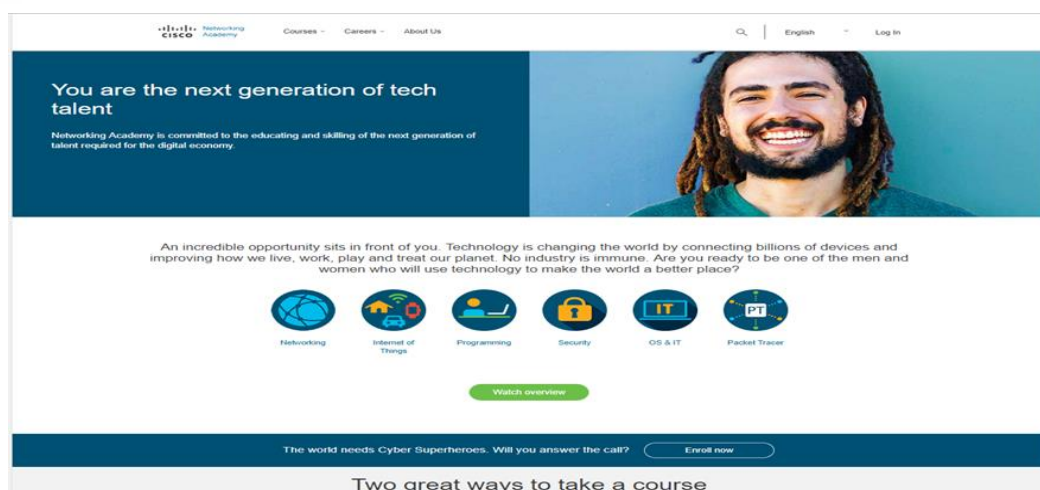 Networking
CISCO Academy
Courses
Careers
About Us
English
Log In
You are the next generation of tech
talent
Networking Academy is committed to the educating and skilling of the next generation of
talent required for the digital economy.
An incredible opportunity sits in front of you. Technology is changing the world by connecting billions of devices and
improving how we live, work, play and treat our planet. No industry is immune. Are you ready to be one of the men and
women who will use technology to make the world a better place?
IT
PT
Networking
Internet of
Things
Programming
Security
OS & IT
Packet Tracer
Watch overview
The world needs Cyber Superheroes. Will you answer the call?
Enroll now
Two great ways to take a course